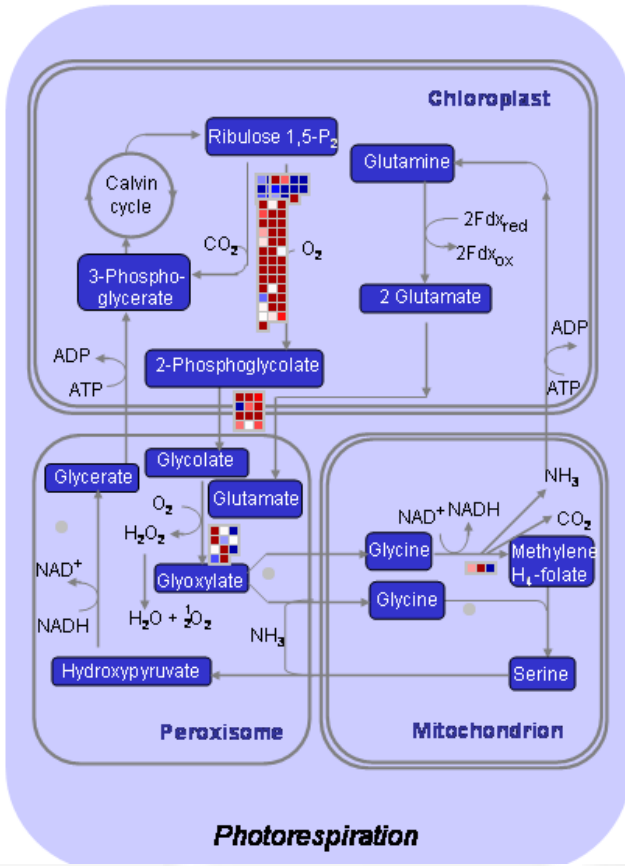 Chloroplast
Ribulose 1,5-P2
Glutamine
Calvin
cycle
2Fdxred
CO2
O2
2Fdxox
3-Phospho-
glycerate
2 Glutamate
ADP
ADP
2-Phosphoglycolate
ATP
ATP
Glycolate
Glycerate
NH3
Glutamate
O2
NAD+
NADH
CO2
H2O2
Glycine
Methylene
H4-folate
NAD+
Glyoxylate
Glycine
NADH
H2O + ½O2
NH3
Hydroxypyruvate
Serine
Peroxisome
Mitochondrion
Photorespiration